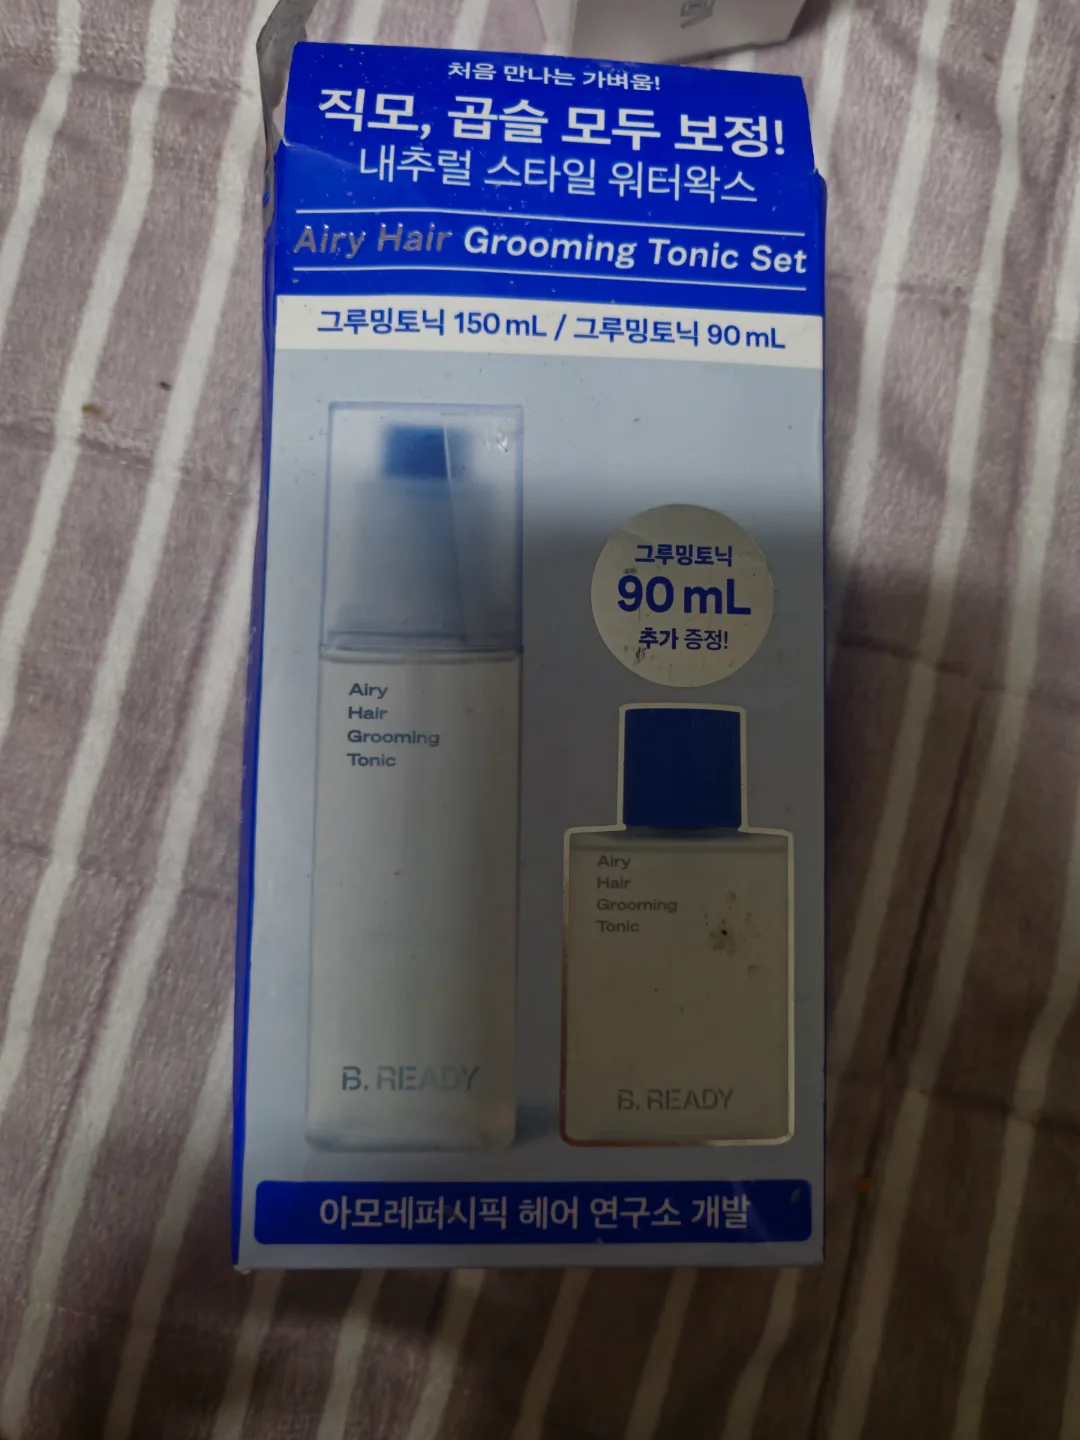 처음 만나는 가벼움!
직모, 곱슬 모두 보정!
내추럴 스타일 워터왁스
Airy Hair Grooming Tonic Set
그루밍토닉 150 mL / 그루밍토닉 90 mL
그루밍토닉
90 mL
추가 증정!
Airy
Hair
Grooming
Tonic
B. READY
Airy
Hair
Grooming
Tonic
B. READY
아모레퍼시픽 헤어 연구소 개발